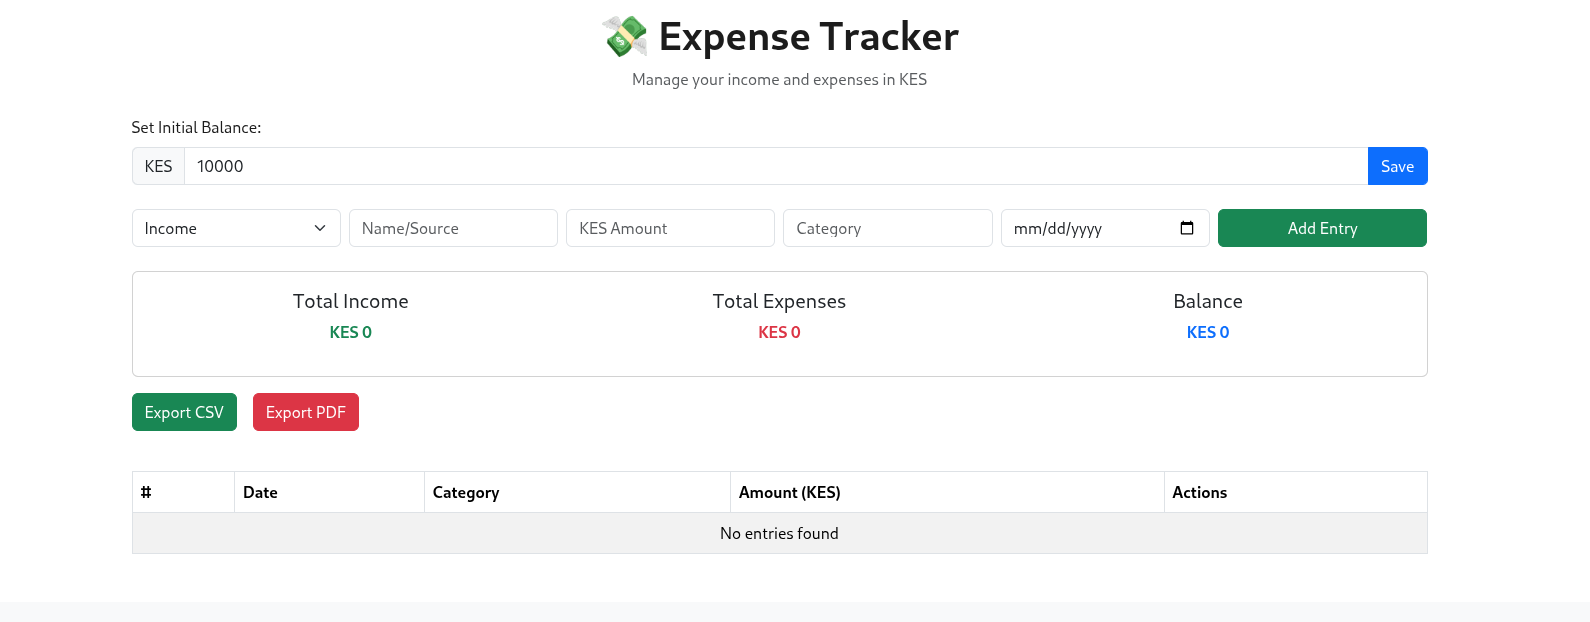 💸 Expense Tracker
Manage your income and expenses in KES
Set Initial Balance:
KES 10000 Save
Income Name/Source KES Amount Category mm/dd/yyyy Add Entry
Total Income Total Expenses Balance
KES 0 KES 0 KES 0
Export CSV Export PDF
# Date Category Amount (KES) Actions
No entries found